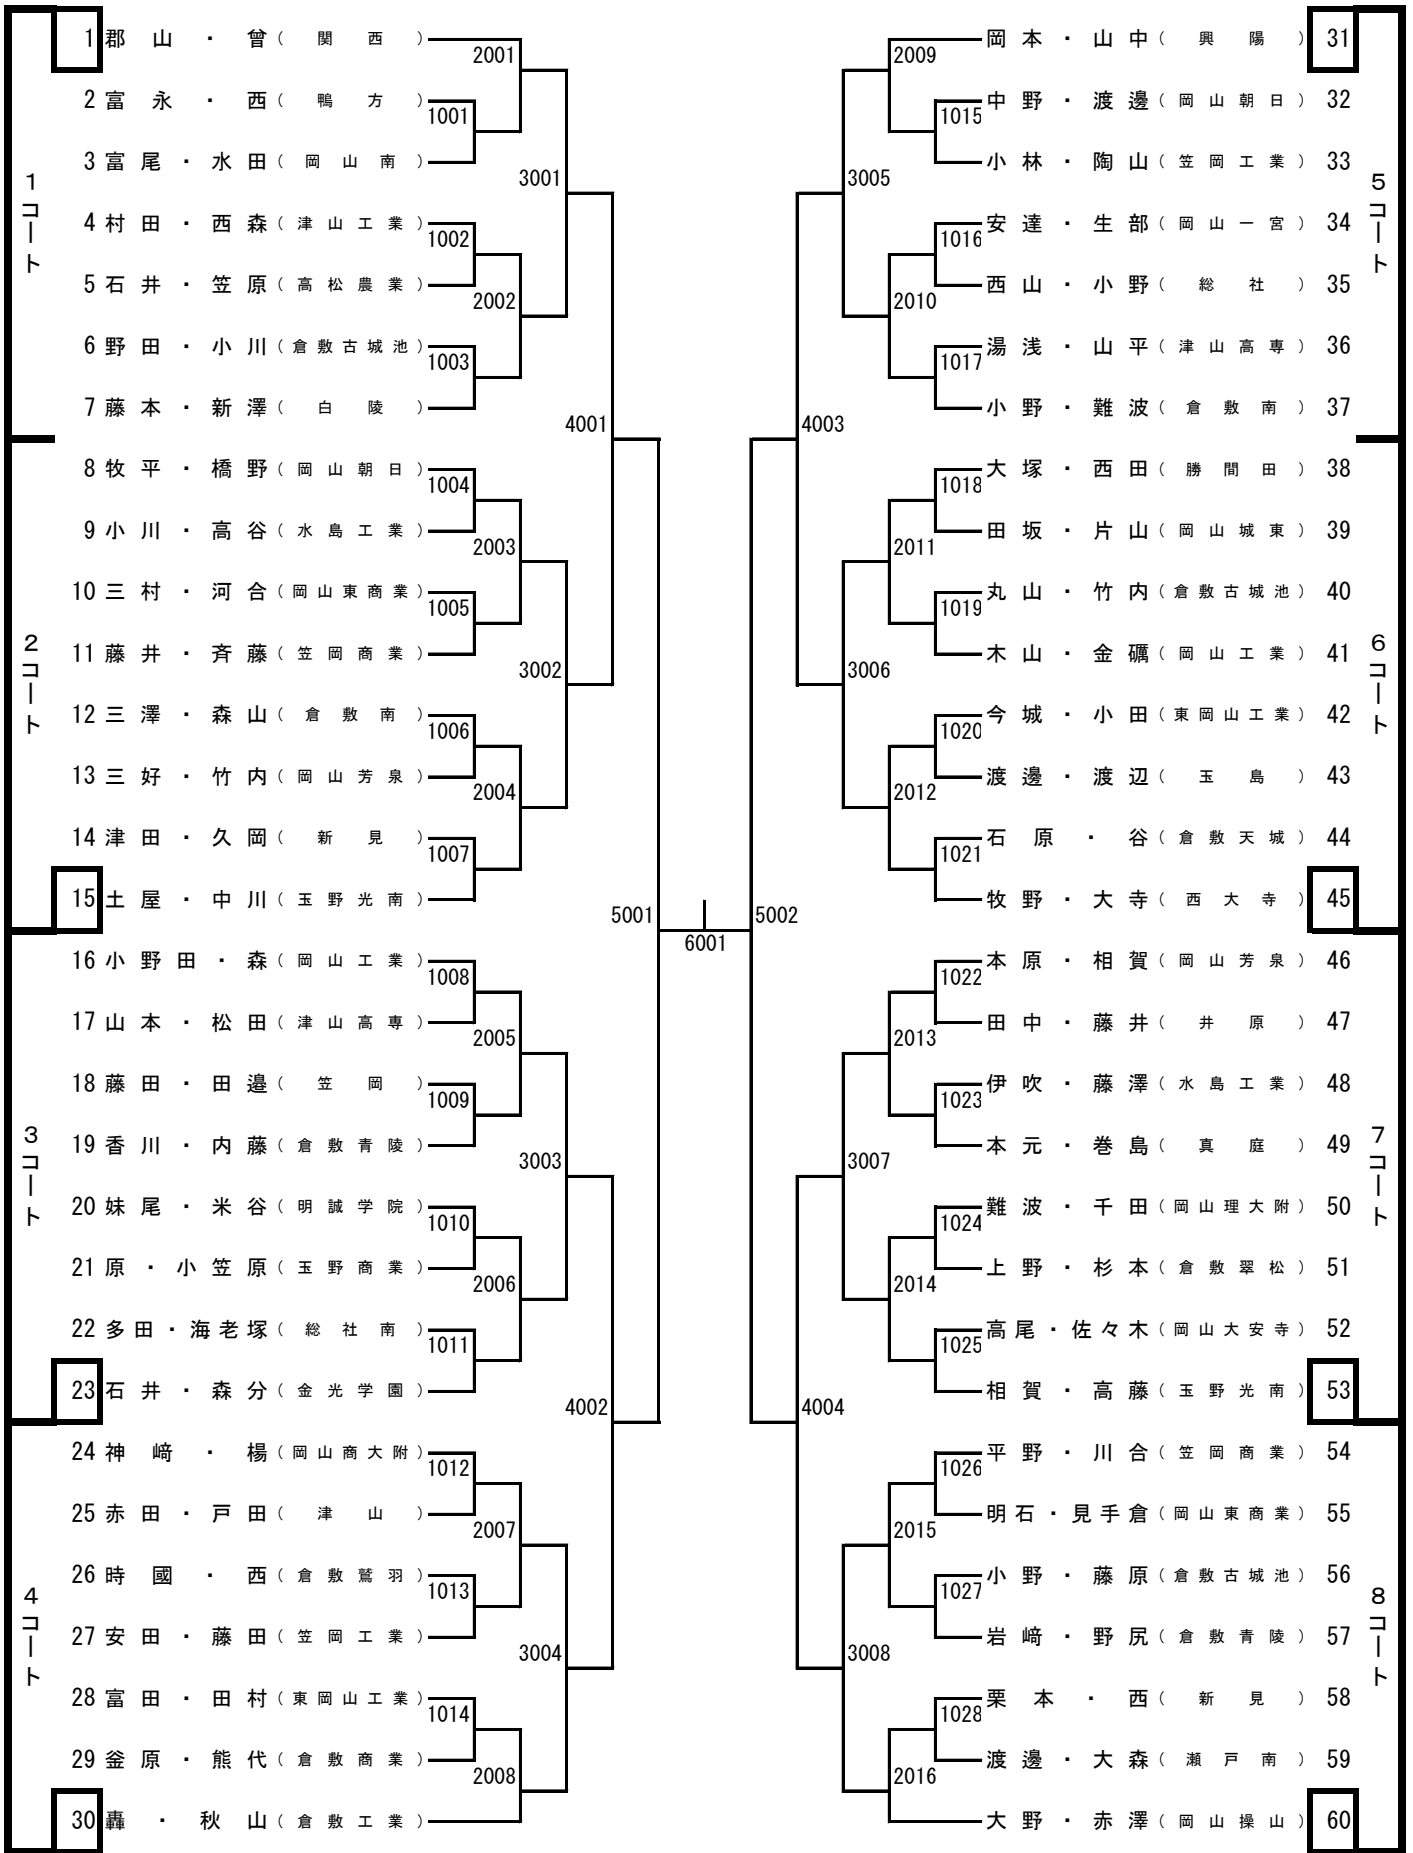 1コート
1 郡山・曾(関西)
2 富永・西(鴨方)
3 富尾・水田(岡山南)
4 村田・西森(津山工業)
5 石井・笠原(高松農業)
6 野田・小川(倉敷古城池)
7 藤本・新澤(白陵)
2コート
8 牧平・橋野(岡山朝日)
9 小川・高谷(水島工業)
10 三村・河合(岡山東商業)
11 藤井・斉藤(笠岡商業)
12 三澤・森山(倉敷南)
13 三好・竹内(岡山芳泉)
14 津田・久岡(新見)
15 土屋・中川(玉野光南)
3コート
16 小野田・森(岡山工業)
17 山本・松田(津山高専)
18 藤田・田邉(笠岡)
19 香川・内藤(倉敷青陵)
20 妹尾・米谷(明誠学院)
21 原・小笠原(玉野商業)
22 多田・海老塚(総社南)
23 石井・森分(金光学園)
4コート
24 神﨑・楊(岡山商大附)
25 赤田・戸田(津山)
26 時國・西(倉敷鷲羽)
27 安田・藤田(笠岡工業)
28 富田・田村(東岡山工業)
29 釜原・熊代(倉敷商業)
30 轟・秋山(倉敷工業)
2001
1001
3001
1002
2002
1003
4001
1004
2003
1005
3002
1006
2004
1007
5001
1008
2005
1009
3003
1010
2006
1011
4002
1012
2007
1013
3004
1014
2008
6001
2009
1015
3005
1016
2010
1017
4003
1018
2011
1019
3006
1020
2012
1021
5002
1022
2013
1023
3007
1024
2014
1025
4004
1026
2015
1027
3008
1028
2016
5コート
岡本・山中(興陽) 31
中野・渡邊(岡山朝日) 32
小林・陶山(笠岡工業) 33
安達・生部(岡山一宮) 34
西山・小野(総社) 35
湯浅・山平(津山高専) 36
小野・難波(倉敷南) 37
6コート
大塚・西田(勝間田) 38
田坂・片山(岡山城東) 39
丸山・竹内(倉敷古城池) 40
木山・金礪(岡山工業) 41
今城・小田(東岡山工業) 42
渡邊・渡辺(玉島) 43
石原・谷(倉敷天城) 44
牧野・大寺(西大寺) 45
7コート
本原・相賀(岡山芳泉) 46
田中・藤井(井原) 47
伊吹・藤澤(水島工業) 48
本元・巻島(真庭) 49
難波・千田(岡山理大附) 50
上野・杉本(倉敷翠松) 51
高尾・佐々木(岡山大安寺) 52
相賀・高藤(玉野光南) 53
8コート
平野・川合(笠岡商業) 54
明石・見手倉(岡山東商業) 55
小野・藤原(倉敷古城池) 56
岩﨑・野尻(倉敷青陵) 57
栗本・西(新見) 58
渡邊・大森(瀬戸南) 59
大野・赤澤(岡山操山) 60